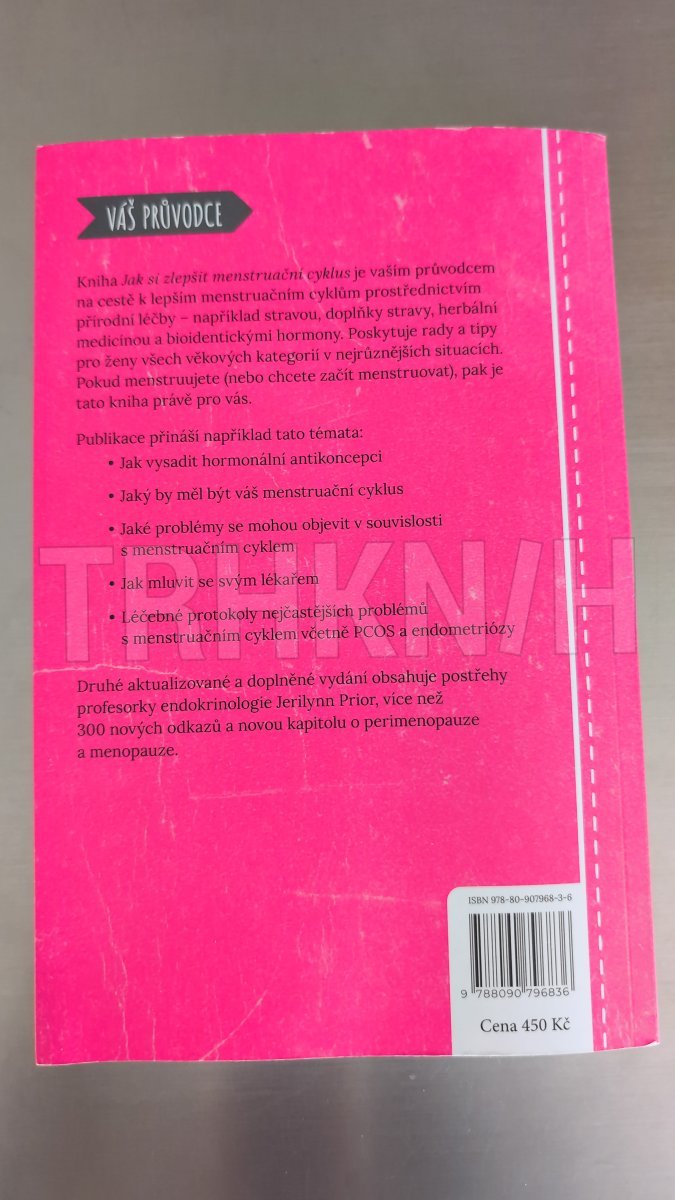 VÁŠ PRŮVODCE
Kniha Jak si zlepšit menstruační cyklus je vaším průvodcem
na cestě k lepším menstruačním cyklům prostřednictvím
přírodní léčby – například stravou, doplňky stravy, herbální
medicínou a bioidentickými hormony. Poskytuje rady a tipy
pro ženy všech věkových kategorií v nejrůznějších situacích.
Pokud menstruujete (nebo chcete začít menstruovat), pak je
tato kniha právě pro vás.
Publikace přináší například tato témata:
• Jak vysadit hormonální antikoncepci
• Jaký by měl být váš menstruační cyklus
• Jaké problémy se mohou objevit v souvislosti
s menstruačním cyklem
• Jak mluvit se svým lékařem
• Léčebné protokoly nejčastějších problémů
s menstruačním cyklem včetně PCOS a endometriózy
TRHKN/H
Druhé aktualizované a doplněné vydání obsahuje postřehy
profesorky endokrinologie Jerilynn Prior, více než
300 nových odkazů a novou kapitolu o perimenopauze
a menopauze.
ISBN 978-80-907968-3-6
9 788090 796836
Cena 450 Kč